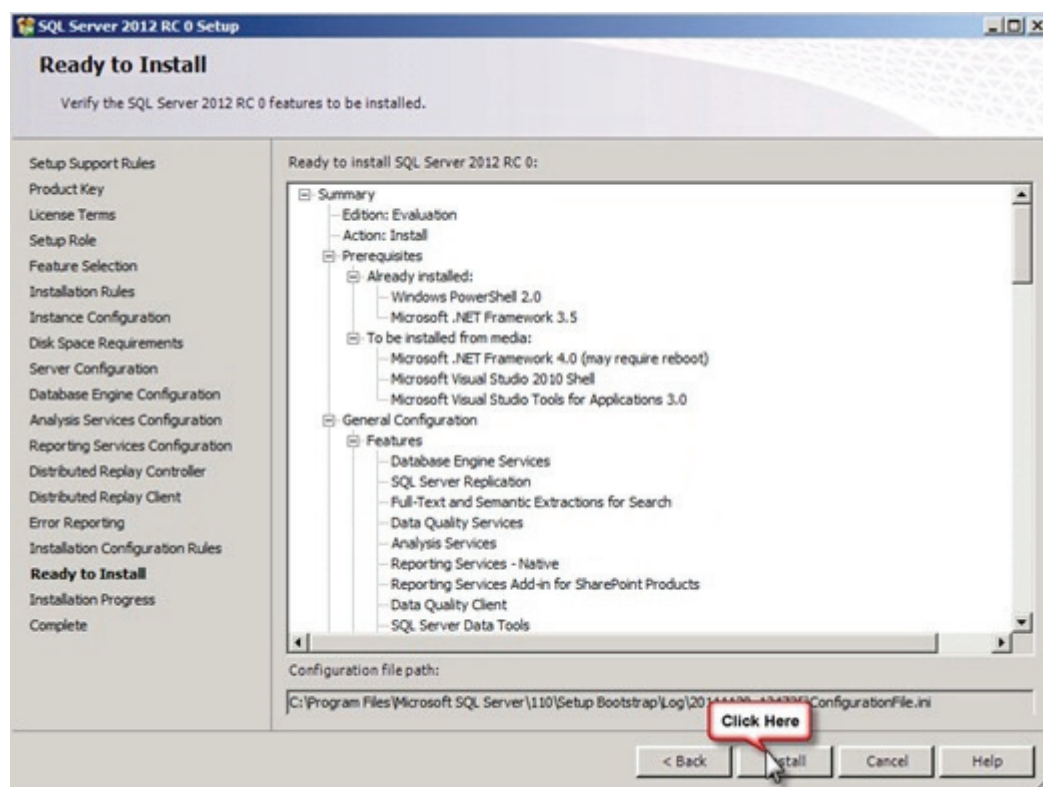 SQL Server 2012 RC 0 Setup
Ready to Install
Verify the SQL Server 2012 RC 0 features to be installed.
Setup Support Rules
Product Key
License Terms
Setup Role
Feature Selection
Installation Rules
Instance Configuration
Disk Space Requirements
Server Configuration
Database Engine Configuration
Analysis Services Configuration
Reporting Services Configuration
Distributed Replay Controller
Distributed Replay Client
Error Reporting
Installation Configuration Rules
Ready to Install
Installation Progress
Complete
Ready to install SQL Server 2012 RC 0:
Summary
Edition: Evaluation
Action: Install
Prerequisites
Already installed:
Windows PowerShell 2.0
Microsoft .NET Framework 3.5
To be installed from media:
Microsoft .NET Framework 4.0 (may require reboot)
Microsoft Visual Studio 2010 Shell
Microsoft Visual Studio Tools for Applications 3.0
General Configuration
Features
Database Engine Services
SQL Server Replication
Full-Text and Semantic Extractions for Search
Data Quality Services
Analysis Services
Reporting Services - Native
Reporting Services Add-in for SharePoint Products
Data Quality Client
SQL Server Data Tools
Configuration file path:
C:\Program Files\Microsoft SQL Server\110\Setup Bootstrap\Log\ ConfigurationFile.ini
Click Here
< Back
Cancel
Help